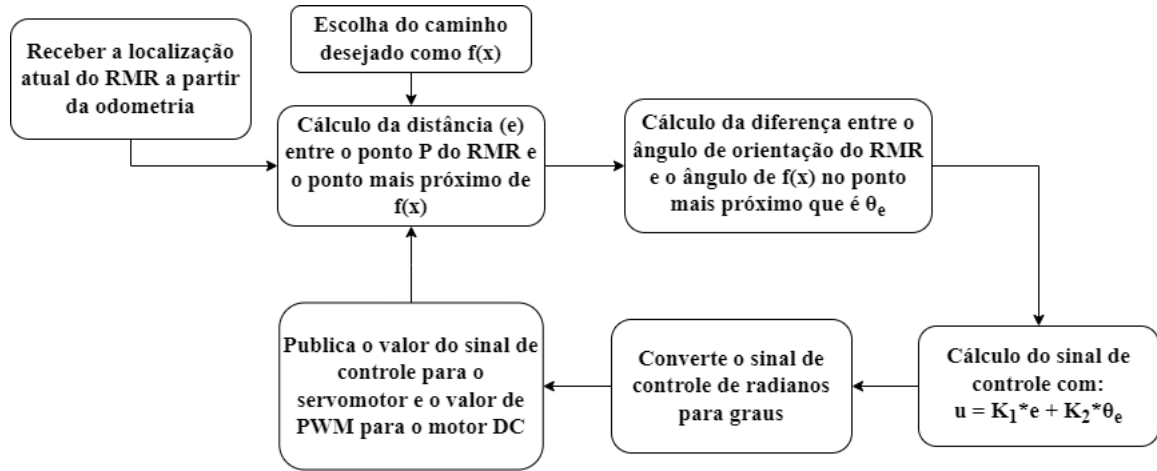 Receber a localização
atual do RMR a partir
da odometria
Escolha do caminho
desejado como f(x)
Cálculo da distância (e)
entre o ponto P do RMR e
o ponto mais próximo de
f(x)
Cálculo da diferença entre o
ângulo de orientação do RMR
e o ângulo de f(x) no ponto
mais próximo que é θₑ
Cálculo do sinal de
controle com:
u = K₁*e + K₂*θₑ
Converte o sinal de
controle de radianos
para graus
Publica o valor do sinal de
controle para o
servomotor e o valor de
PWM para o motor DC